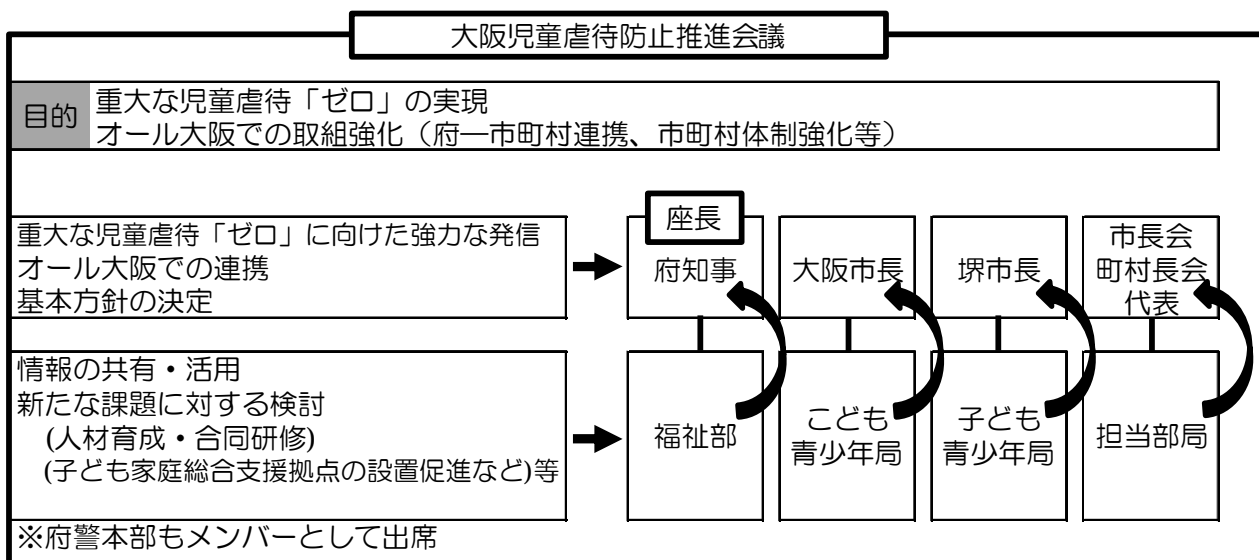 大阪児童虐待防止推進会議
目的
重大な児童虐待「ゼロ」の実現
オール大阪での取組強化（府―市町村連携、市町村体制強化等）
重大な児童虐待「ゼロ」に向けた強力な発信
オール大阪での連携
基本方針の決定
座長
府知事
大阪市長
堺市長
市長会
町村長会
代表
情報の共有・活用
新たな課題に対する検討
(人材育成・合同研修)
(子ども家庭総合支援拠点の設置促進など)等
福祉部
こども
青少年局
子ども
青少年局
担当部局
※府警本部もメンバーとして出席